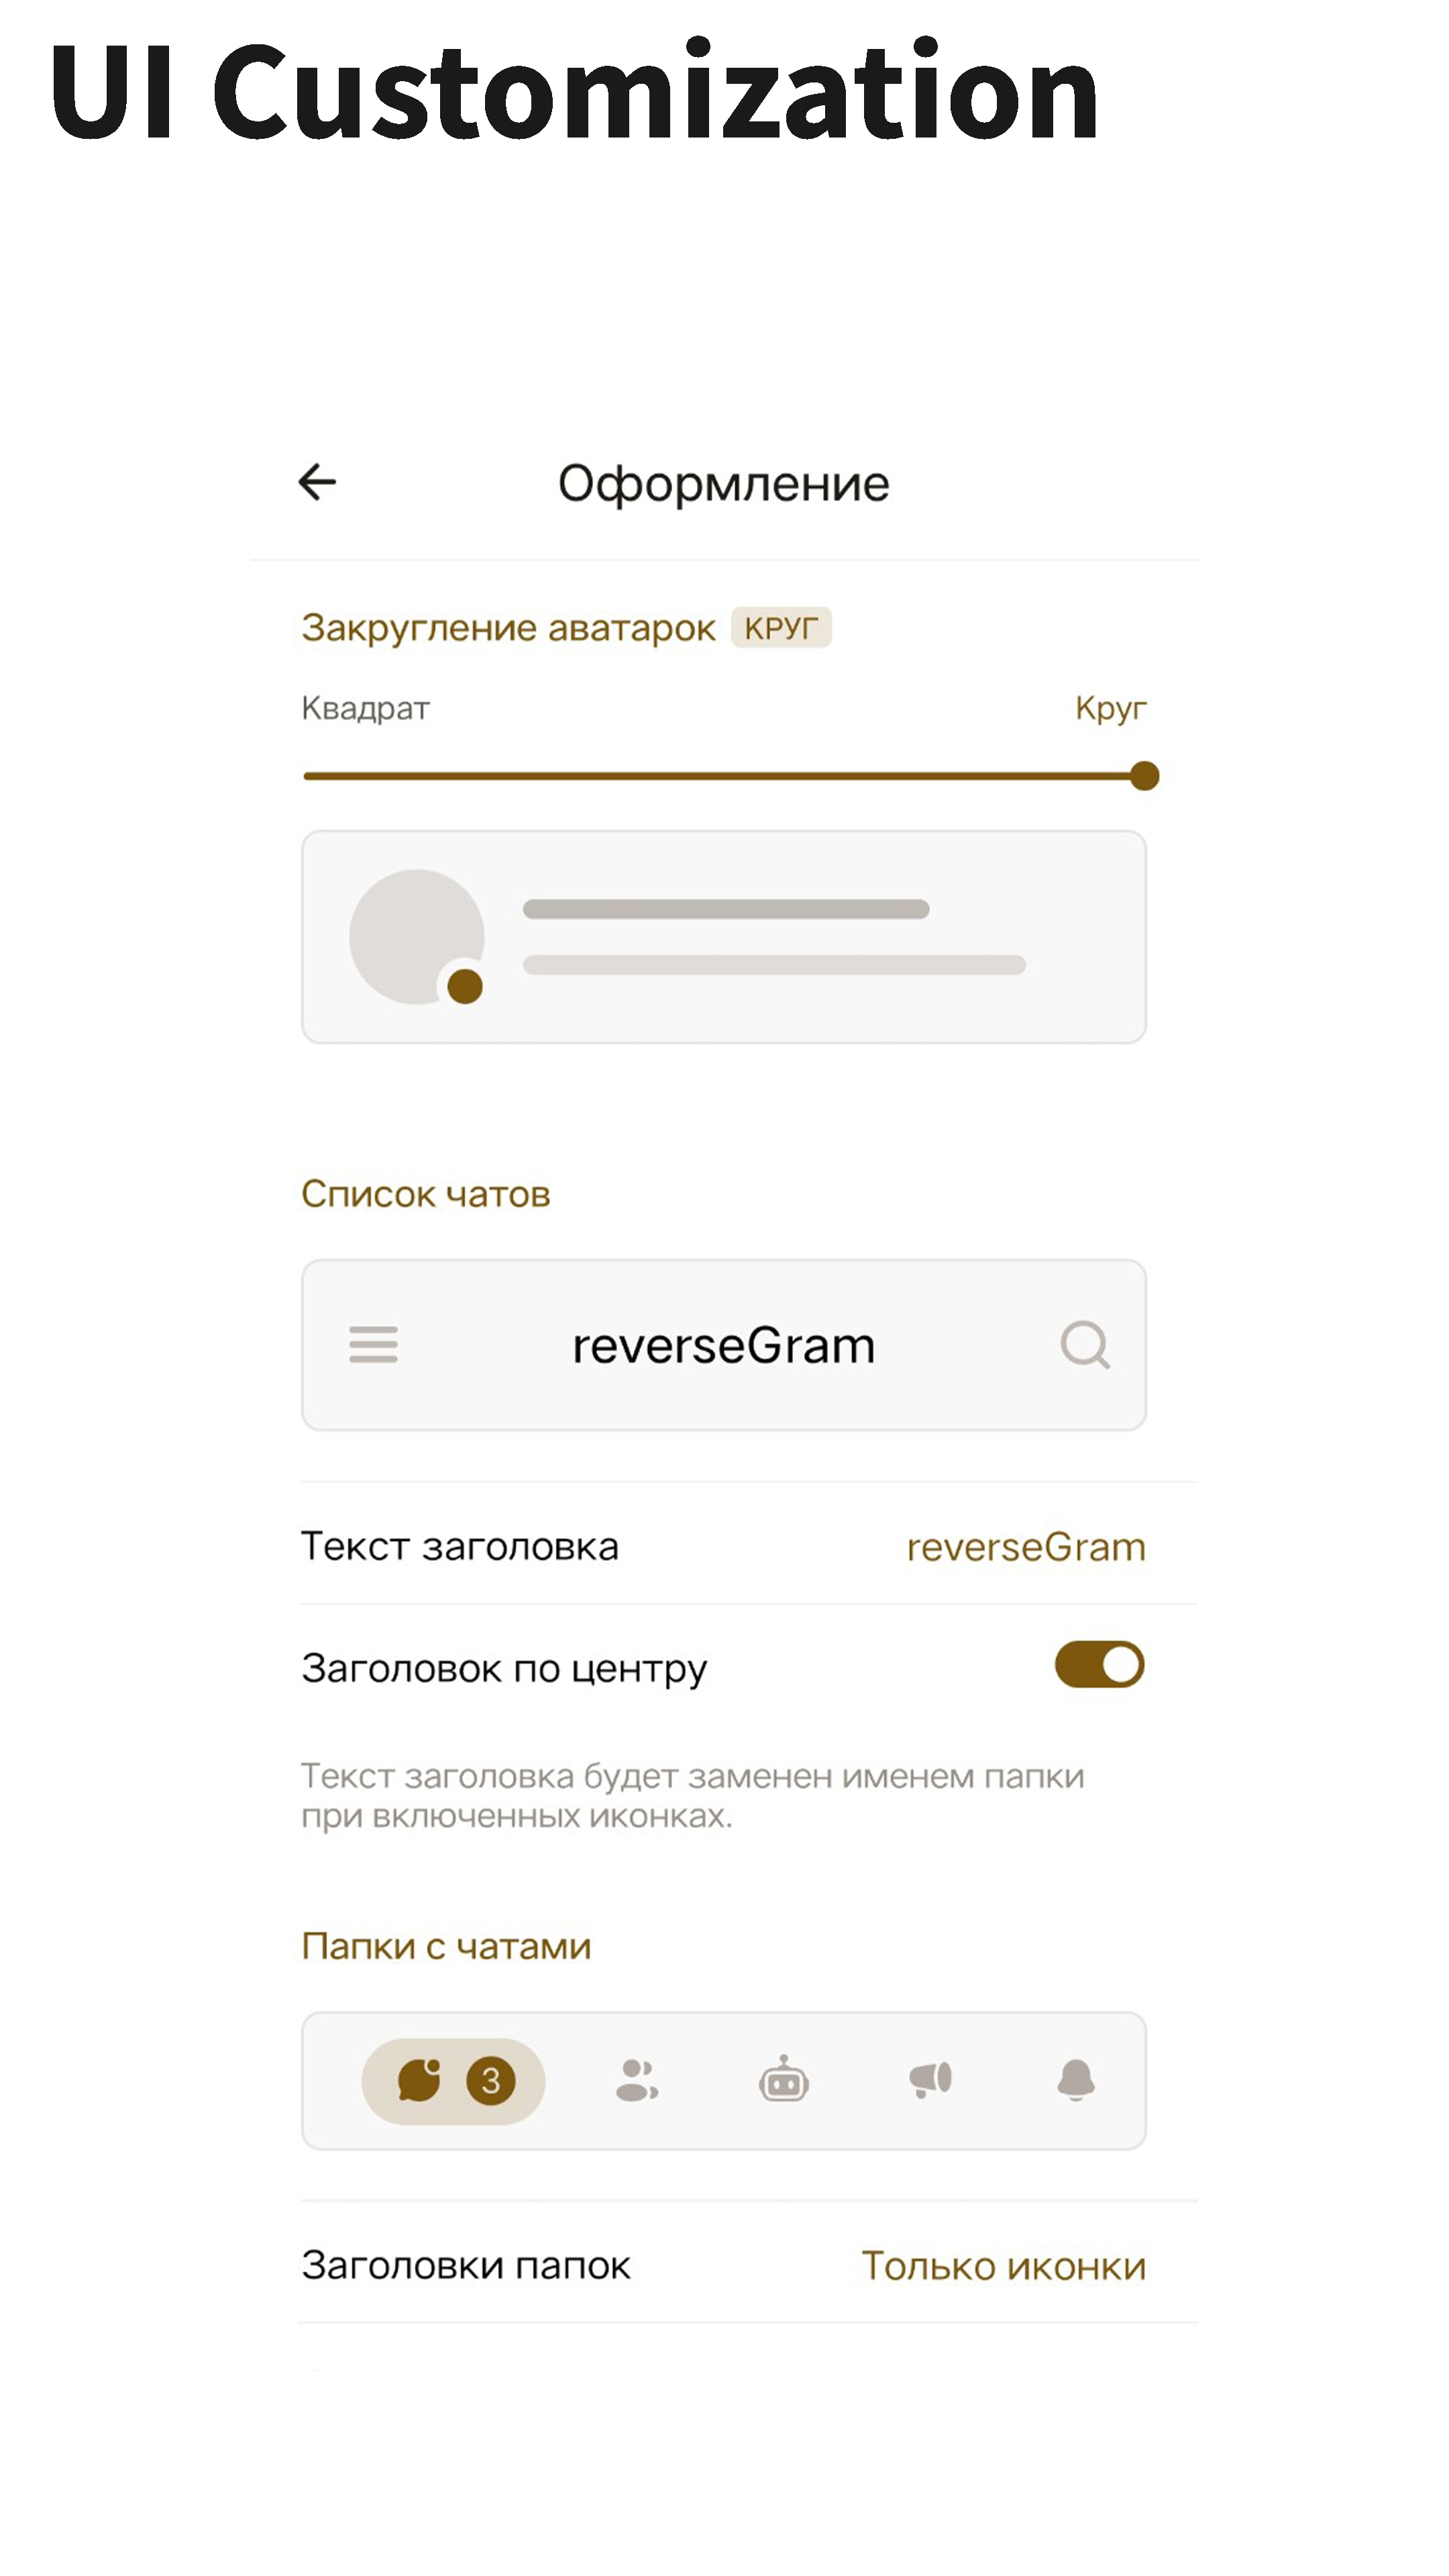 UI Customization
Оформление
Закругление аватарок КРУГ
Квадрат Круг
Список чатов
reverseGram
Текст заголовка reverseGram
Заголовок по центру
Текст заголовка будет заменен именем папки
при включенных иконках.
Папки с чатами
3
Заголовки папок Только иконки